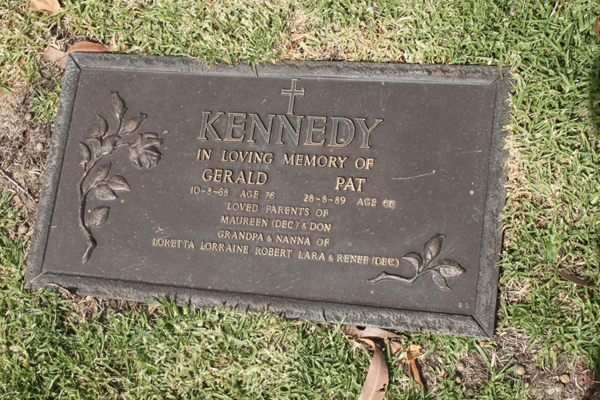 KENNEDY
IN LOVING MEMORY OF
GERALD PAT
10-8-88 AGE 76 28-8-89 AGE 68
LOVED PARENTS OF
MAUREEN (DEC) & DON
GRANDPA & NANNA OF
LORETTA LORRAINE ROBERT LARA & RENEE (DEC)